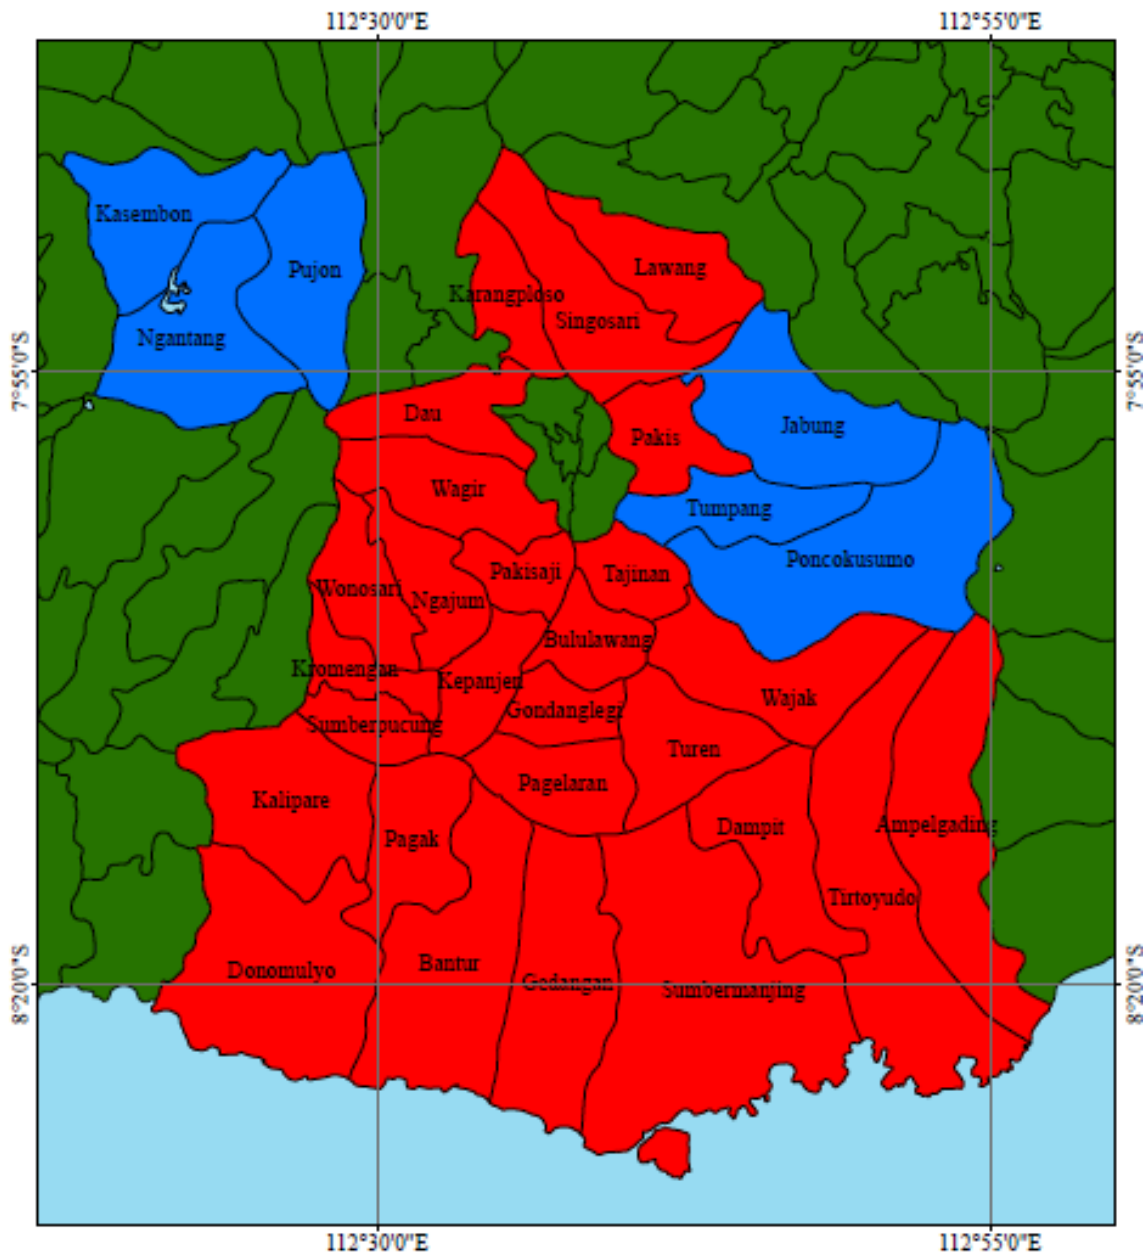 112°30'0"E 112°55'0"E
Kasembon
Pujon
Lawang
Karangploso
Singosari
Ngantang
7°55'0"S 7°55'0"S
Dau
Jabung
Pakis
Wagir
Tumpang
Poncokusumo
Pakisaji
Tajinan
Wonosari
Ngajum
Bululawang
Kromengan
Kepanjen
Wajak
Gondanglegi
Sumberpucung
Turen
Pagelaran
Kalipare
Ampelgading
Dampit
Pagak
Tirtoyudo
Bantur
Donomulyo
Gedangan
8°20'0"S 8°20'0"S
Sumbermanjing
112°30'0"E 112°55'0"E